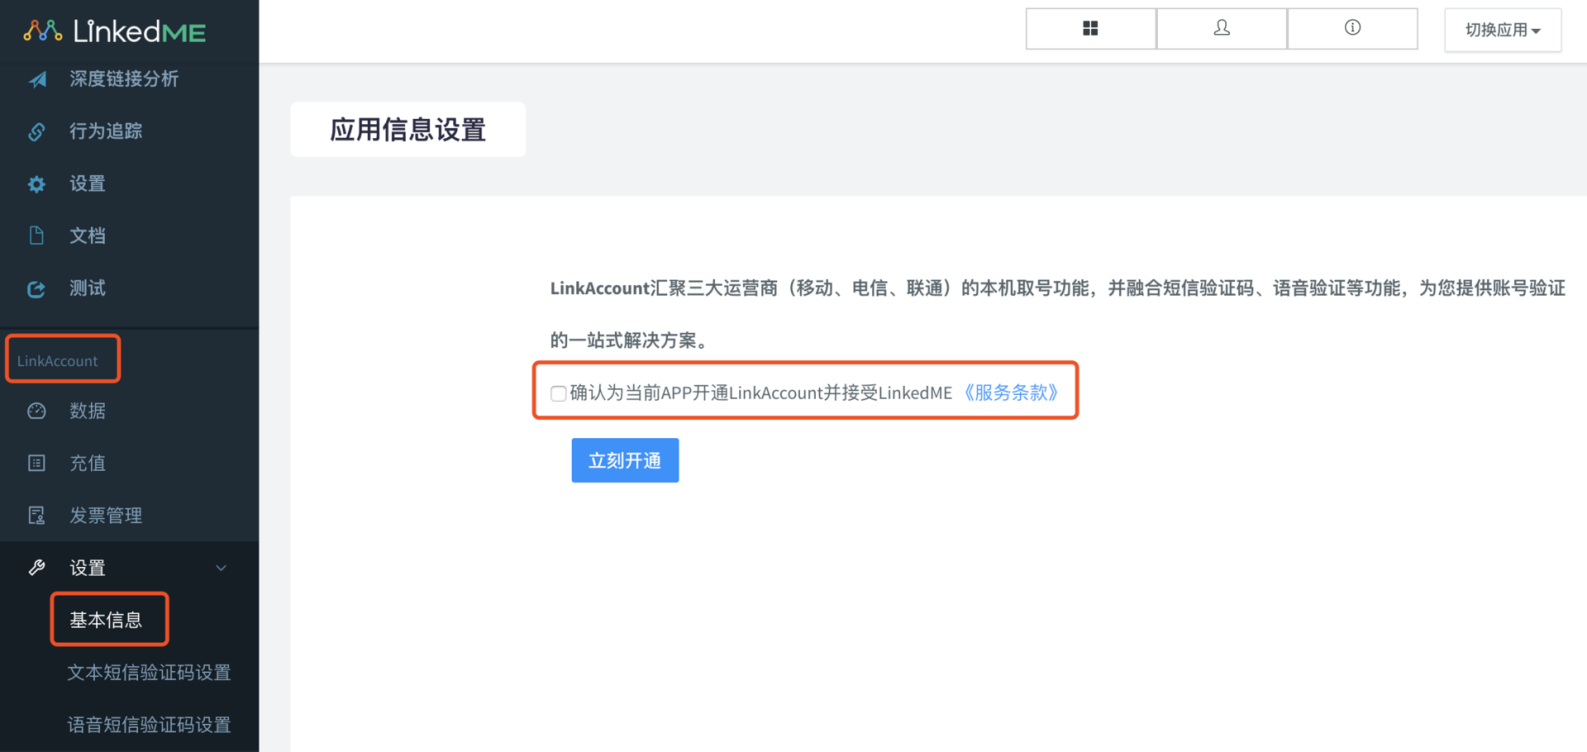 LinkedME
切换应用
深度链接分析
行为追踪
设置
文档
测试
LinkAccount
数据
充值
发票管理
设置
基本信息
文本短信验证码设置
语音短信验证码设置
应用信息设置
LinkAccount汇聚三大运营商（移动、电信、联通）的本机取号功能，并融合短信验证码、语音验证等功能，为您提供账号验证
的一站式解决方案。
确认为当前APP开通LinkAccount并接受LinkedME《服务条款》
立刻开通